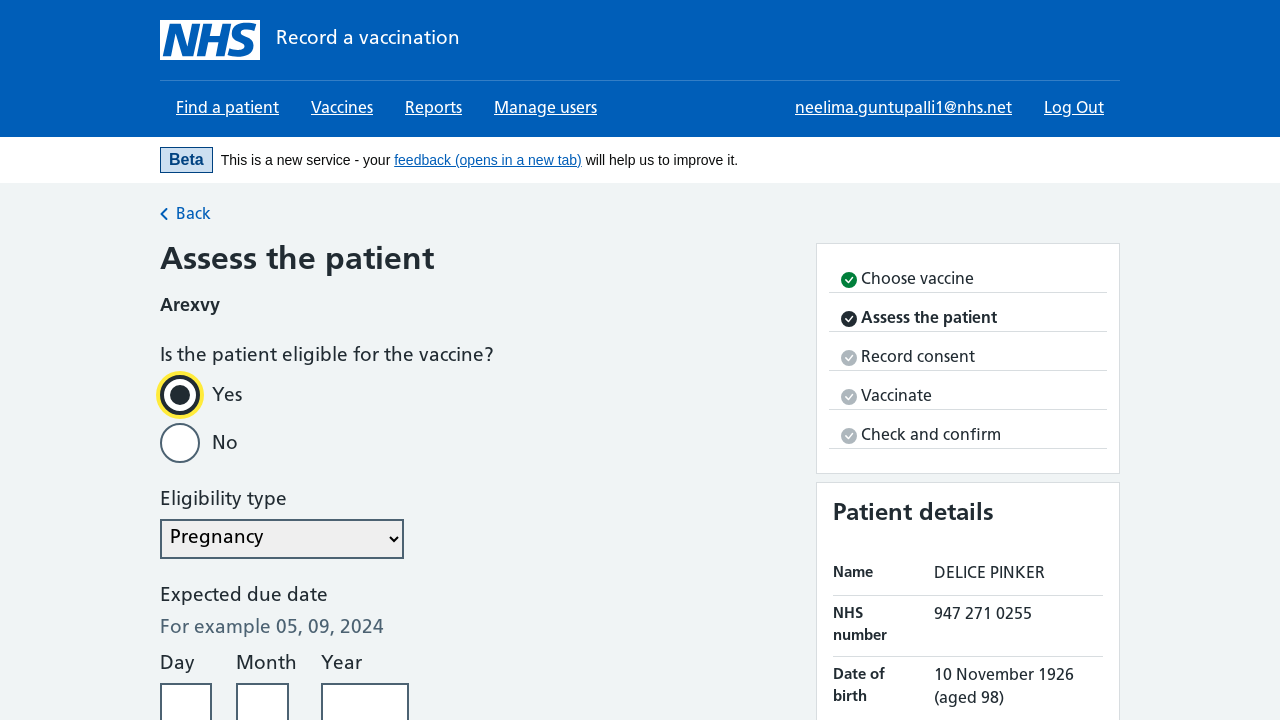 NHS Record a vaccination
Find a patient Vaccines Reports Manage users neelima.guntupalli1@nhs.net Log Out
Beta This is a new service - your feedback (opens in a new tab) will help us to improve it.
Back
Assess the patient
Arexvy
Is the patient eligible for the vaccine?
Yes
No
Eligibility type
Pregnancy
Expected due date
For example 05, 09, 2024
Day Month Year
Choose vaccine
Assess the patient
Record consent
Vaccinate
Check and confirm
Patient details
Name DELICE PINKER
NHS number 947 271 0255
Date of birth 10 November 1926
(aged 98)